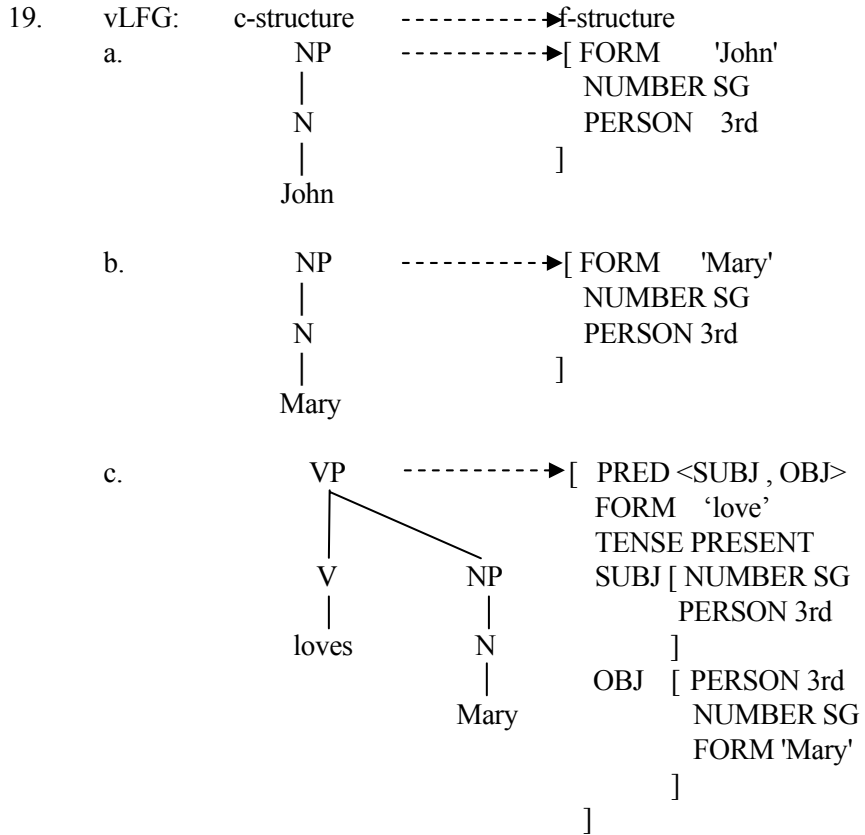 19. vLFG: c-structure f-structure
a. NP [ FORM 'John'
NUMBER SG
N PERSON 3rd
]
John
b. NP [ FORM 'Mary'
NUMBER SG
N PERSON 3rd
]
Mary
c. VP [ PRED <SUBJ , OBJ>
FORM ‘love’
TENSE PRESENT
V NP SUBJ [ NUMBER SG
PERSON 3rd
loves N ]
OBJ [ PERSON 3rd
Mary NUMBER SG
FORM 'Mary'
]
]